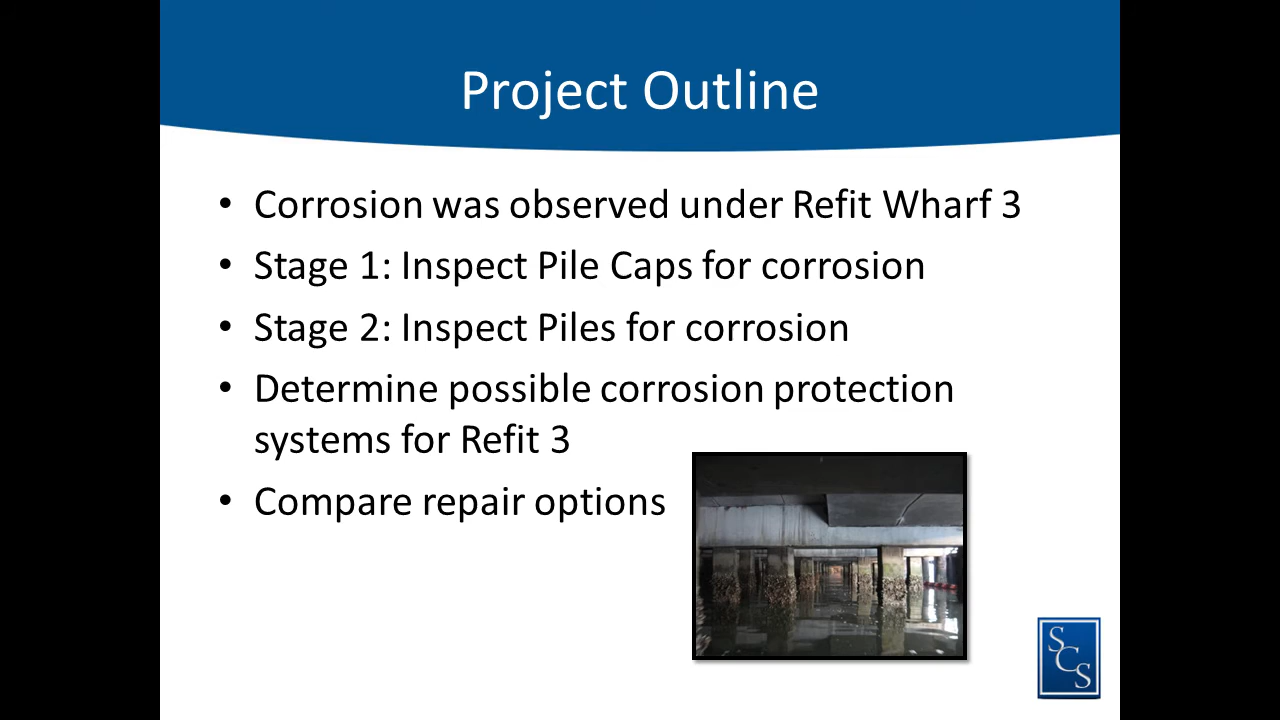 Project Outline
• Corrosion was observed under Refit Wharf 3
• Stage 1: Inspect Pile Caps for corrosion
• Stage 2: Inspect Piles for corrosion
• Determine possible corrosion protection
systems for Refit 3
• Compare repair options
SCS